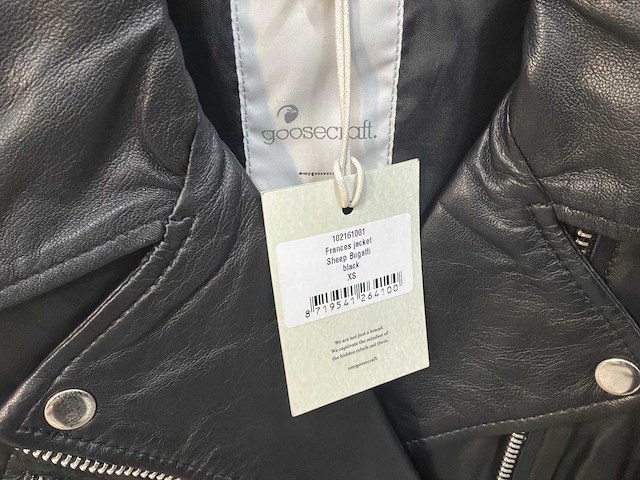 goosecraft.
#mygoosecra
102161001
Frances jacket
Sheep Bugatti
black
XS
8 719541 264100
We are not just a brand.
We captivate the mindset of
the hidden rebels out there.
#mygoosecraft